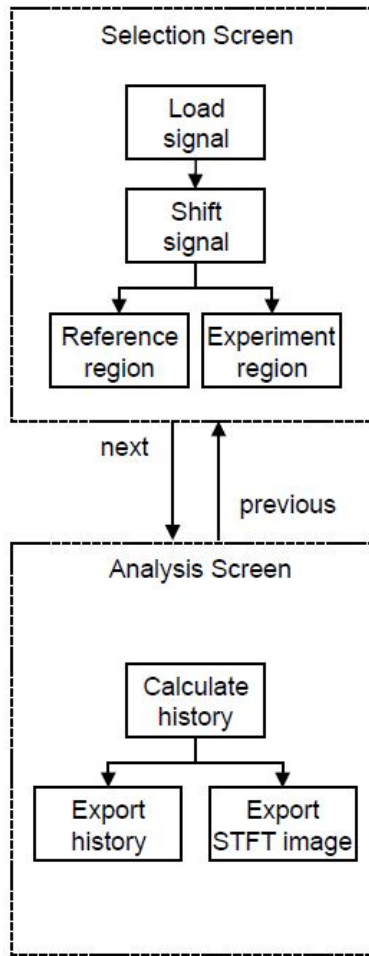 Selection Screen
Load
signal
Shift
signal
Reference
region
Experiment
region
next
previous
Analysis Screen
Calculate
history
Export
history
Export
STFT image